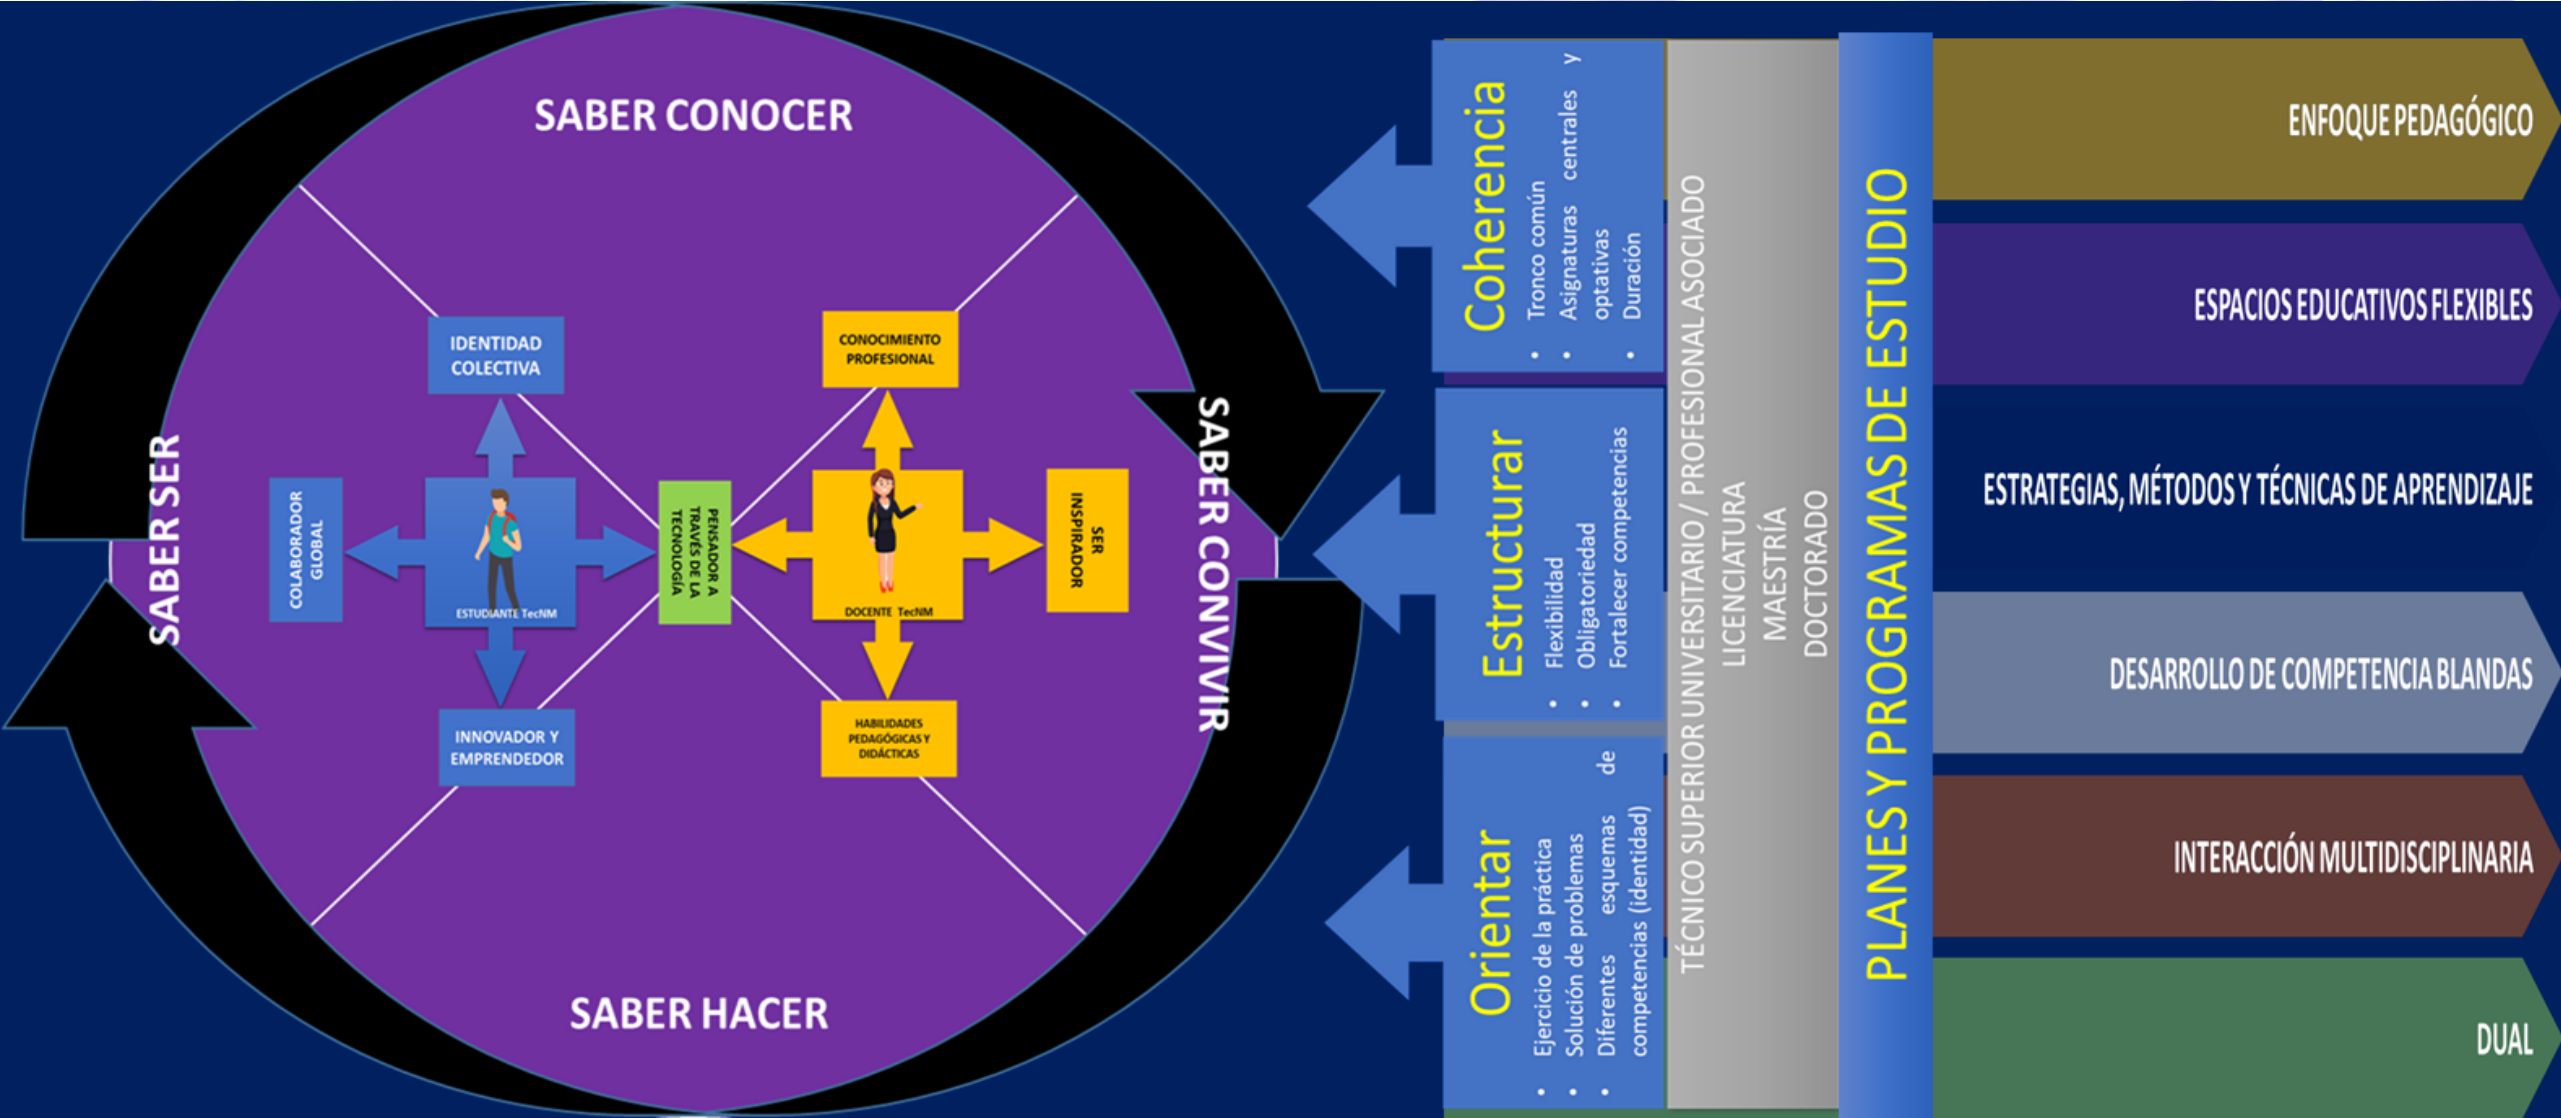 SABER CONOCER
SABER SER
SABER CONVIVIR
SABER HACER
IDENTIDAD
COLECTIVA
COLABORADOR
GLOBAL
ESTUDIANTE TecNM
INNOVADOR Y
EMPRENDEDOR
PENSADOR A
TRAVÉS DE LA
TECNOLOGÍA
CONOCIMIENTO
PROFESIONAL
DOCENTE TecNM
SER
INSPIRADOR
HABILIDADES
PEDAGÓGICAS Y
DIDÁCTICAS
Coherencia
• Tronco común
• Asignaturas centrales y
optativas
• Duración
Estructurar
• Flexibilidad
• Obligatoriedad
• Fortalecer competencias
Orientar
• Ejercicio de la práctica
• Solución de problemas
• Diferentes esquemas de
competencias (identidad)
TÉCNICO SUPERIOR UNIVERSITARIO / PROFESIONAL ASOCIADO
LICENCIATURA
MAESTRÍA
DOCTORADO
PLANES Y PROGRAMAS DE ESTUDIO
ENFOQUE PEDAGÓGICO
ESPACIOS EDUCATIVOS FLEXIBLES
ESTRATEGIAS, MÉTODOS Y TÉCNICAS DE APRENDIZAJE
DESARROLLO DE COMPETENCIA BLANDAS
INTERACCIÓN MULTIDISCIPLINARIA
DUAL